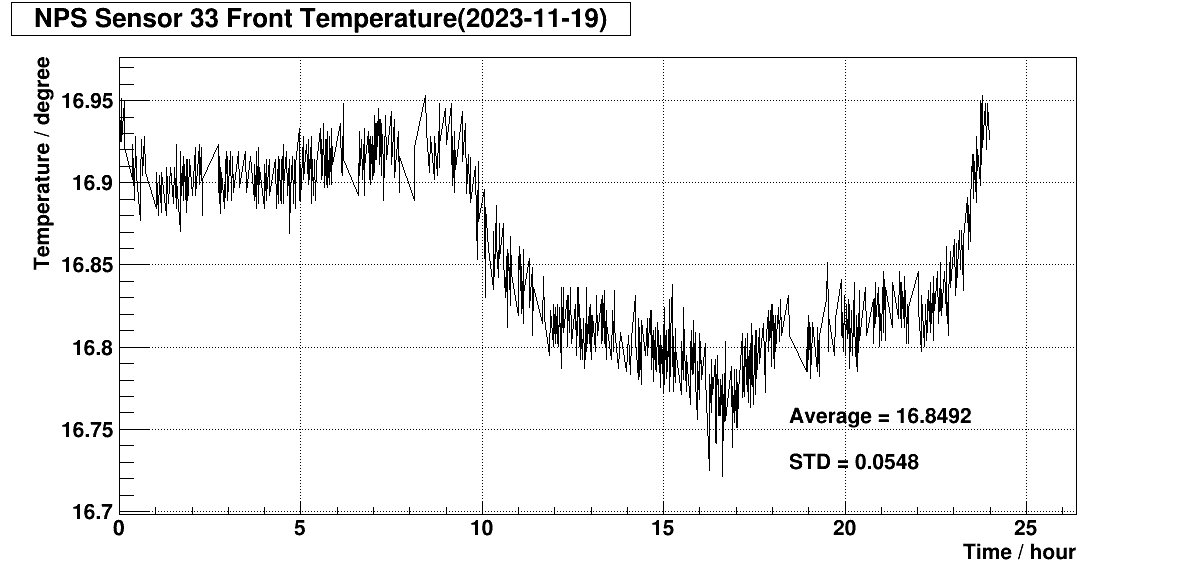 NPS Sensor 33 Front Temperature(2023-11-19)
Temperature / degree
16.95
16.9
16.85
16.8
16.75
16.7
Average = 16.8492
STD = 0.0548
0 5 10 15 20 25
Time / hour